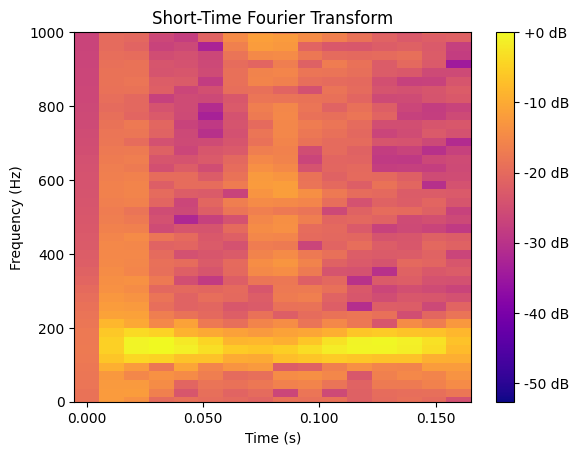 Short-Time Fourier Transform
1000
800
600
400
200
0
Frequency (Hz)
0.000
0.050
0.100
0.150
Time (s)
+0 dB
-10 dB
-20 dB
-30 dB
-40 dB
-50 dB